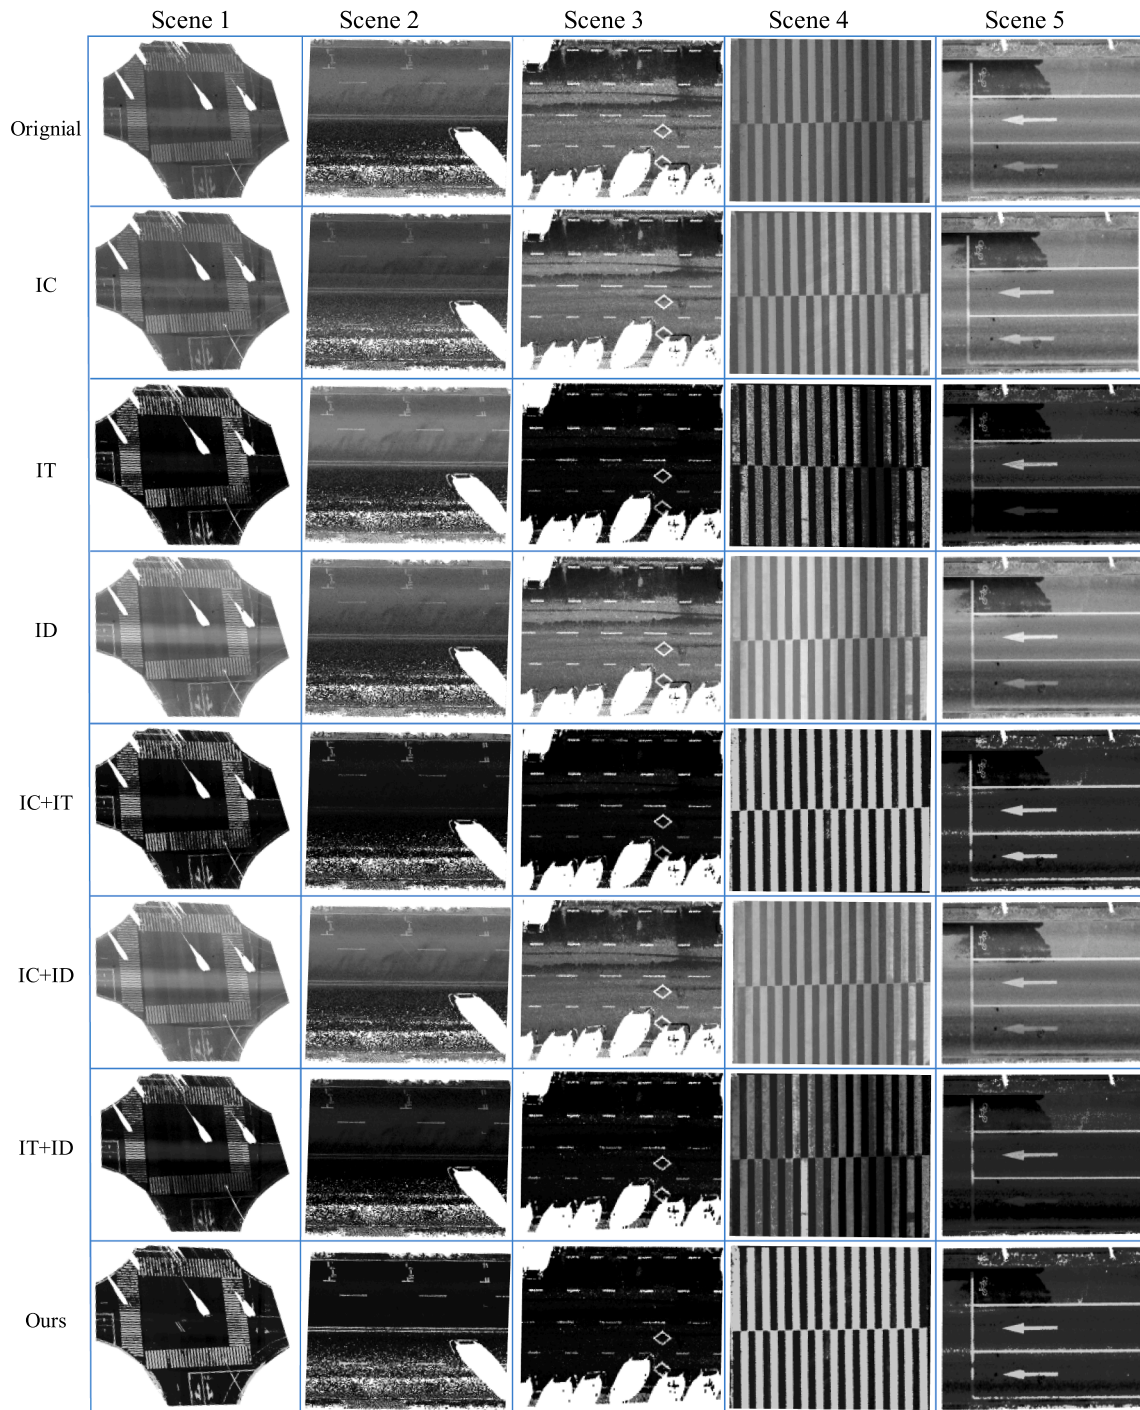 Scene 1 Scene 2 Scene 3 Scene 4 Scene 5
Orignial
IC
IT
ID
IC+IT
IC+ID
IT+ID
Ours